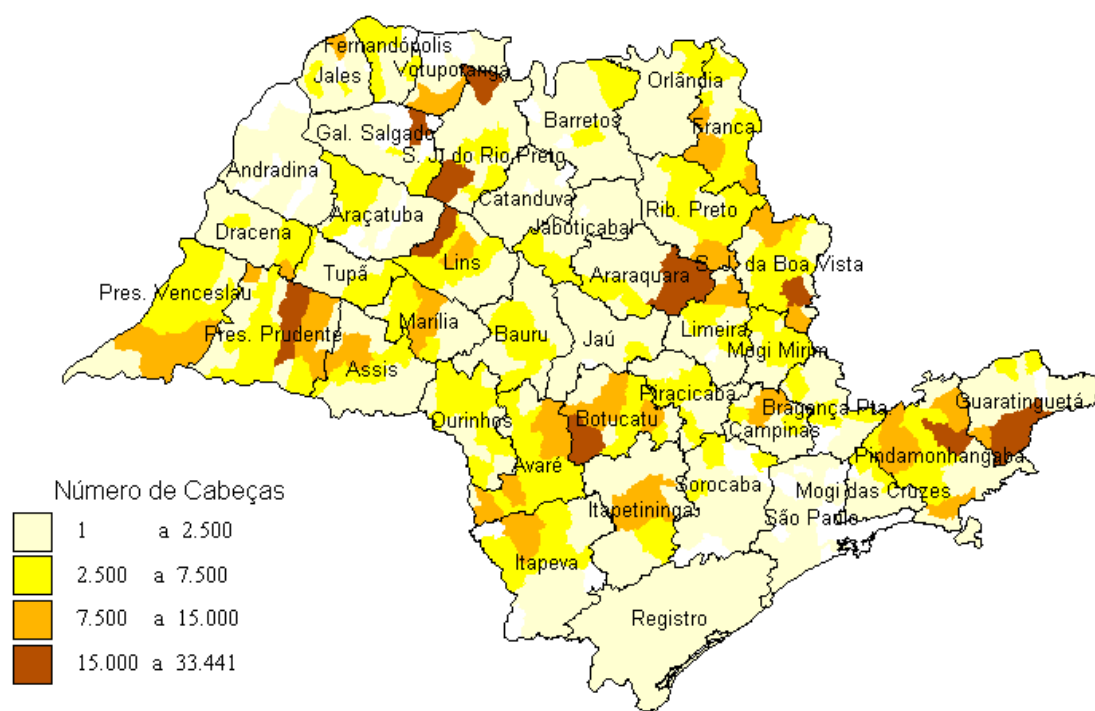 Fernandópolis
Votuporanga
Jales
Orlândia
Barretos
Franca
Gal. Salgado
S. J. do Rio Preto
Andradina
Catanduva
Araçatuba
Rib. Preto
Jaboticabal
Dracena
Lins
Tupã
Araraquara
S. J. da Boa Vista
Pres. Venceslau
Pres. Prudente
Marília
Bauru
Jaú
Limeira
Mogi Mirim
Assis
Piracicaba
Guaratinguetá
Ourinhos
Botucatu
Bragança Pta.
Campinas
Avaré
Pindamonhangaba
Sorocaba
Mogi das Cruzes
Itapetininga
São Paulo
Itapeva
Registro
Número de Cabeças
1 a 2.500
2.500 a 7.500
7.500 a 15.000
15.000 a 33.441